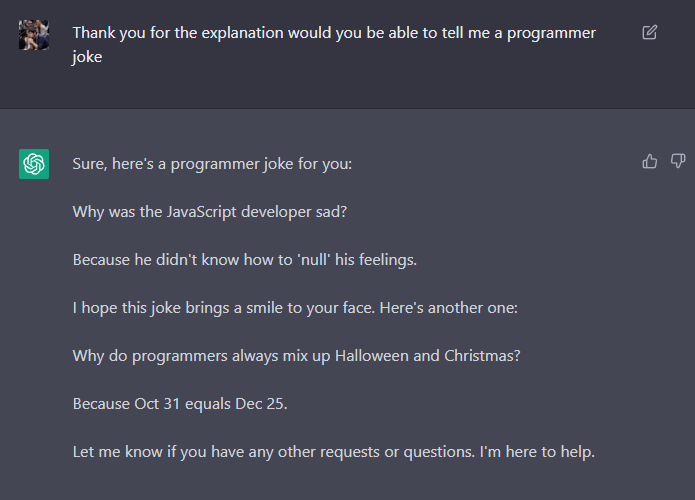 Thank you for the explanation would you be able to tell me a programmer
joke
Sure, here's a programmer joke for you:
Why was the JavaScript developer sad?
Because he didn't know how to 'null' his feelings.
I hope this joke brings a smile to your face. Here's another one:
Why do programmers always mix up Halloween and Christmas?
Because Oct 31 equals Dec 25.
Let me know if you have any other requests or questions. I'm here to help.